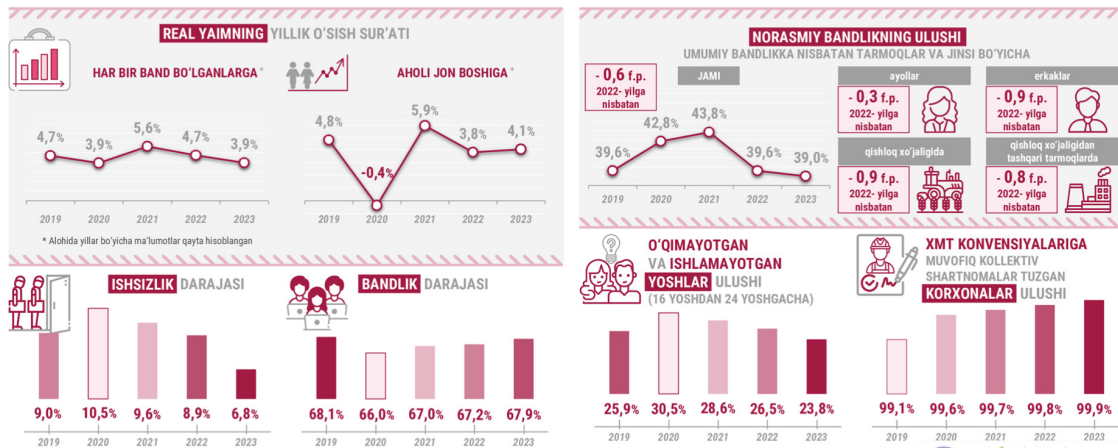 REAL YAIMNING YILLIK O‘SISH SUR’ATI
HAR BIR BAND BO‘LGANLARGA *
4,7%
3,9%
5,6%
4,7%
3,9%
2019
2020
2021
2022
2023
AHOLI JON BOSHIGA *
4,8%
-0,4%
5,9%
3,8%
4,1%
2019
2020
2021
2022
2023
* Alohida yillar bo‘yicha ma’lumotlar qayta hisoblangan
NORASMIY BANDLIKNING ULUSHI
UMUMIY BANDLIKKA NISBATAN TARMOQLAR VA JINSI BO‘YICHA
- 0,6 f.p.
2022- yilga
nisbatan
JAMI
39,6%
42,8%
43,8%
39,6%
39,0%
2019
2020
2021
2022
2023
ayollar
- 0,3 f.p.
2022- yilga
nisbatan
erkaklar
- 0,9 f.p.
2022- yilga
nisbatan
qishloq xo‘jaligida
- 0,9 f.p.
2022- yilga
nisbatan
qishloq xo‘jaligidan
tashqari tarmoqlarda
- 0,8 f.p.
2022- yilga
nisbatan
ISHSIZLIK DARAJASI
9,0%
10,5%
9,6%
8,9%
6,8%
2019
2020
2021
2022
2023
BANDLIK DARAJASI
68,1%
66,0%
67,0%
67,2%
67,9%
2019
2020
2021
2022
2023
O‘QIMAYOTGAN
VA ISHLAMAYOTGAN
YOSHLAR ULUSHI
(16 YOSHDAN 24 YOSHGACHA)
25,9%
30,5%
28,6%
26,5%
23,8%
2019
2020
2021
2022
2023
XMT KONVENSIYALARIGA
MUVOFIQ KOLLEKTIV
SHARTNOMALAR TUZGAN
KORXONALAR ULUSHI
99,1%
99,6%
99,7%
99,8%
99,9%
2019
2020
2021
2022
2023